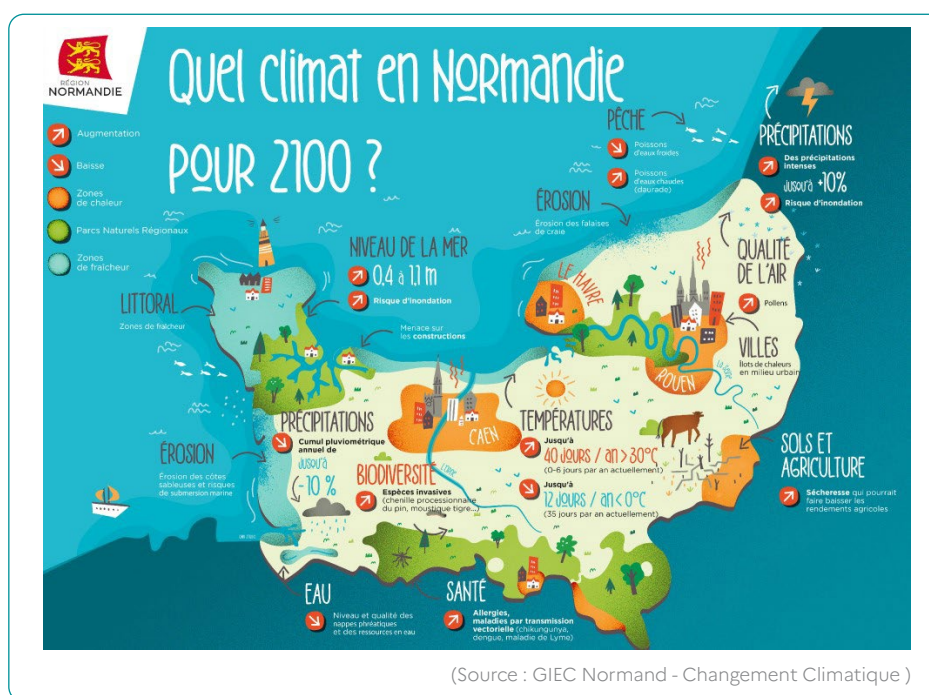 RÉGION
NORMANDIE
Quel climat en Normandie
pour 2100 ?
Augmentation
Baisse
Zones
de chaleur
Parcs Naturels Régionaux
Zones
de fraîcheur
LITTORAL
Zones de fraîcheur
NIVEAU DE LA MER
0,4 à 1,1 m
Risque d'inondation
Menace sur
les constructions
PÊCHE
Poissons
d'eaux froides
Poissons
d'eaux chaudes
(daurade)
ÉROSION
Érosion des falaises
de craie
PRÉCIPITATIONS
Des précipitations
intenses
jusqu'à +10%
Risque d'inondation
QUALITÉ
DE L'AIR
Pollens
VILLES
Îlots de chaleurs
en milieu urbain
LE HAVRE
ROUEN
La Seine
CAEN
L'Orne
PRÉCIPITATIONS
Cumul pluviométrique
annuel de
jusqu'à
-10 %
ÉROSION
Érosion des côtes
sableuses et risques
de submersion marine
BIODIVERSITÉ
Espèces invasives
(chenille processionnaire
du pin, moustique tigre...)
TEMPÉRATURES
Jusqu'à
40 jours / an > 30°C
(0-6 jours par an actuellement)
Jusqu'à
12 jours / an < 0°C
(35 jours par an actuellement)
SOLS ET
AGRICULTURE
Sécheresse qui pourrait
faire baisser les
rendements agricoles
EAU
Niveau et qualité des
nappes phréatiques
et des ressources en eau
SANTÉ
Allergies,
maladies par transmission
vectorielle (chikungunya,
dengue, maladie de Lyme)
(Source : GIEC Normand - Changement Climatique )